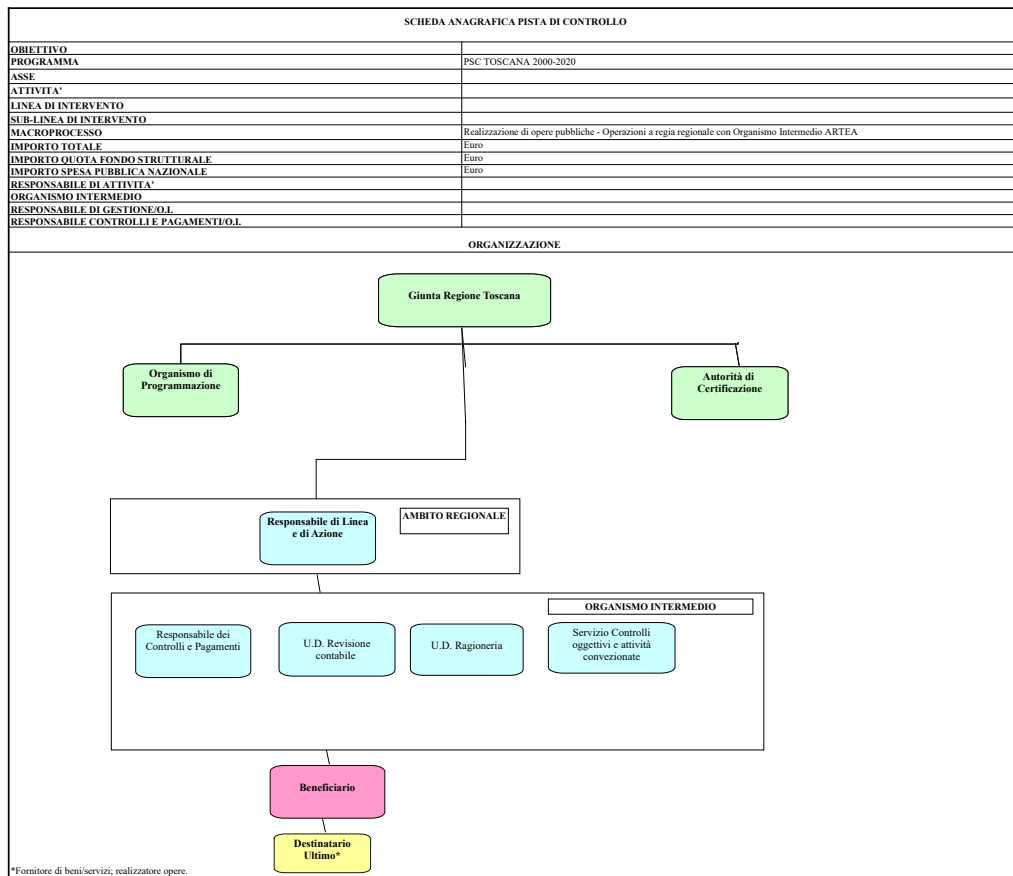 SCHEDA ANAGRAFICA PISTA DI CONTROLLO
OBIETTIVO
PROGRAMMA PSC TOSCANA 2000-2020
ASSE
ATTIVITA'
LINEA DI INTERVENTO
SUB-LINEA DI INTERVENTO
MACROPROCESSO Realizzazione di opere pubbliche - Operazioni a regia regionale con Organismo Intermedio ARTEA
IMPORTO TOTALE Euro
IMPORTO QUOTA FONDO STRUTTURALE Euro
IMPORTO SPESA PUBBLICA NAZIONALE Euro
RESPONSABILE DI ATTIVITA'
ORGANISMO INTERMEDIO
RESPONSABILE DI GESTIONE/O.I.
RESPONSABILE CONTROLLI E PAGAMENTI/O.I.
ORGANIZZAZIONE
Giunta Regione Toscana
Organismo di
Programmazione
Autorità di
Certificazione
AMBITO REGIONALE
Responsabile di Linea
e di Azione
ORGANISMO INTERMEDIO
Responsabile dei
Controlli e Pagamenti
U.D. Revisione
contabile
U.D. Ragioneria
Servizio Controlli
oggettivi e attività
convezionate
Beneficiario
Destinatario
Ultimo*
*Fornitore di beni/servizi; realizzatore opere.